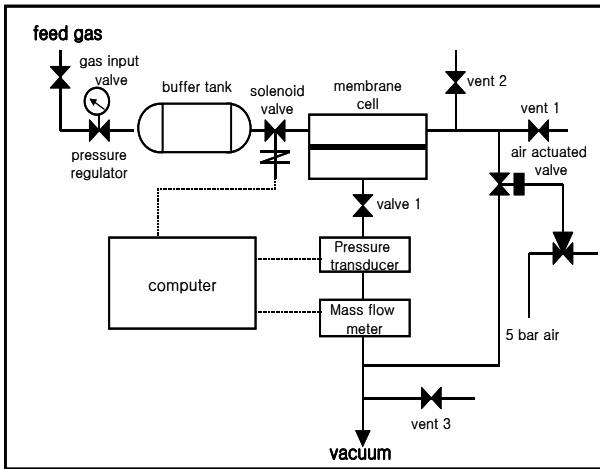 feed gas
gas input
valve
pressure
regulator
buffer tank
solenoid
valve
membrane
cell
vent 2
vent 1
air actuated
valve
valve 1
Pressure
transducer
computer
Mass flow
meter
5 bar air
vent 3
vacuum